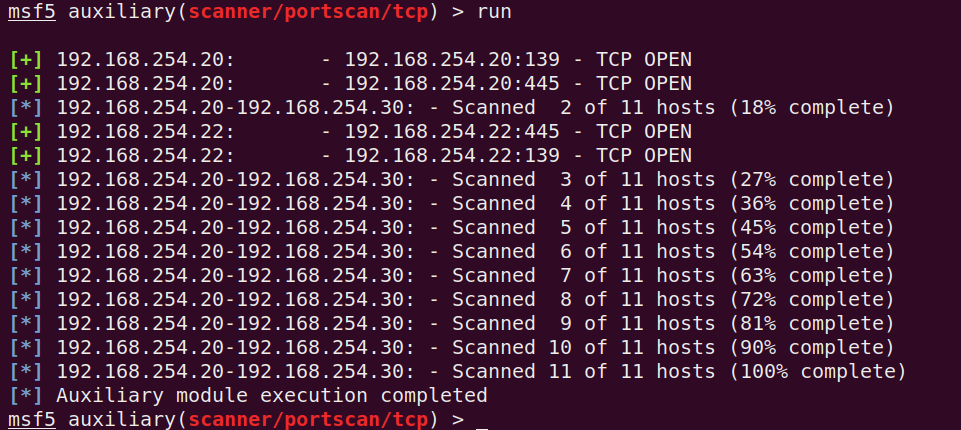 msf5 auxiliary(scanner/portscan/tcp) > run
[+] 192.168.254.20:       - 192.168.254.20:139 - TCP OPEN
[+] 192.168.254.20:       - 192.168.254.20:445 - TCP OPEN
[*] 192.168.254.20-192.168.254.30: - Scanned  2 of 11 hosts (18% complete)
[+] 192.168.254.22:       - 192.168.254.22:445 - TCP OPEN
[+] 192.168.254.22:       - 192.168.254.22:139 - TCP OPEN
[*] 192.168.254.20-192.168.254.30: - Scanned  3 of 11 hosts (27% complete)
[*] 192.168.254.20-192.168.254.30: - Scanned  4 of 11 hosts (36% complete)
[*] 192.168.254.20-192.168.254.30: - Scanned  5 of 11 hosts (45% complete)
[*] 192.168.254.20-192.168.254.30: - Scanned  6 of 11 hosts (54% complete)
[*] 192.168.254.20-192.168.254.30: - Scanned  7 of 11 hosts (63% complete)
[*] 192.168.254.20-192.168.254.30: - Scanned  8 of 11 hosts (72% complete)
[*] 192.168.254.20-192.168.254.30: - Scanned  9 of 11 hosts (81% complete)
[*] 192.168.254.20-192.168.254.30: - Scanned 10 of 11 hosts (90% complete)
[*] 192.168.254.20-192.168.254.30: - Scanned 11 of 11 hosts (100% complete)
[*] Auxiliary module execution completed
msf5 auxiliary(scanner/portscan/tcp) >